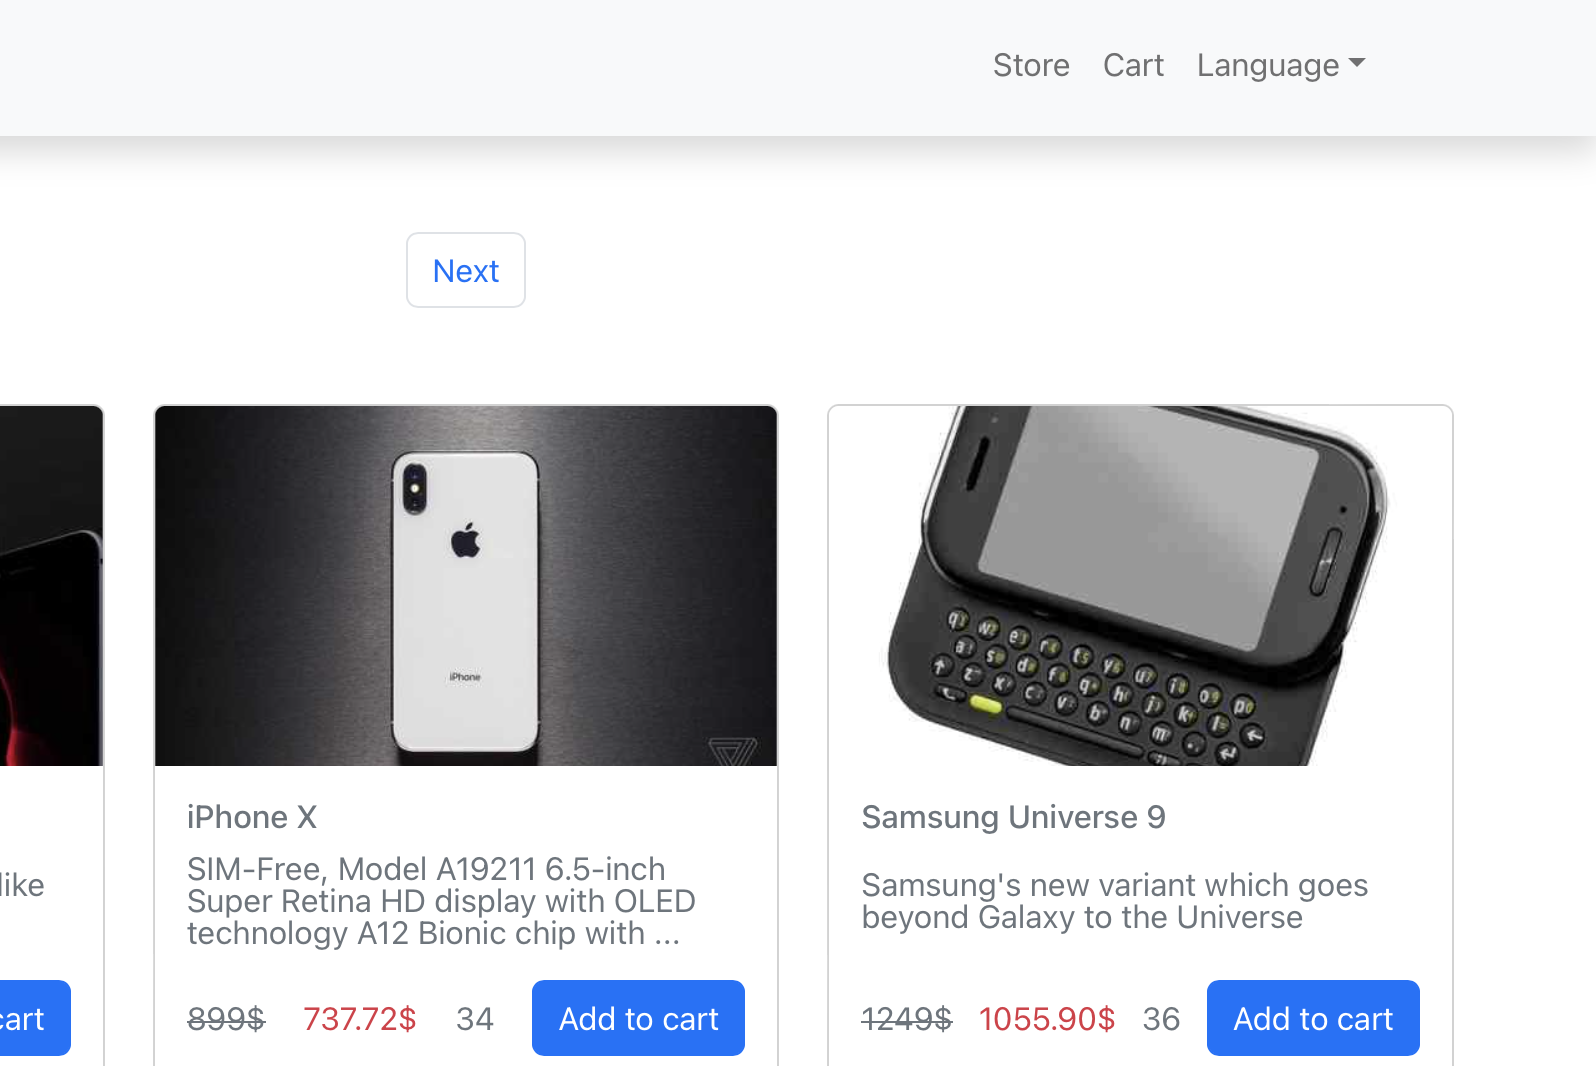 Store Cart Language
Next
iPhone
iPhone X
SIM-Free, Model A19211 6.5-inch
Super Retina HD display with OLED
technology A12 Bionic chip with ...
899$ 737.72$ 34 Add to cart
Samsung Universe 9
Samsung's new variant which goes
beyond Galaxy to the Universe
1249$ 1055.90$ 36 Add to cart
like
cart